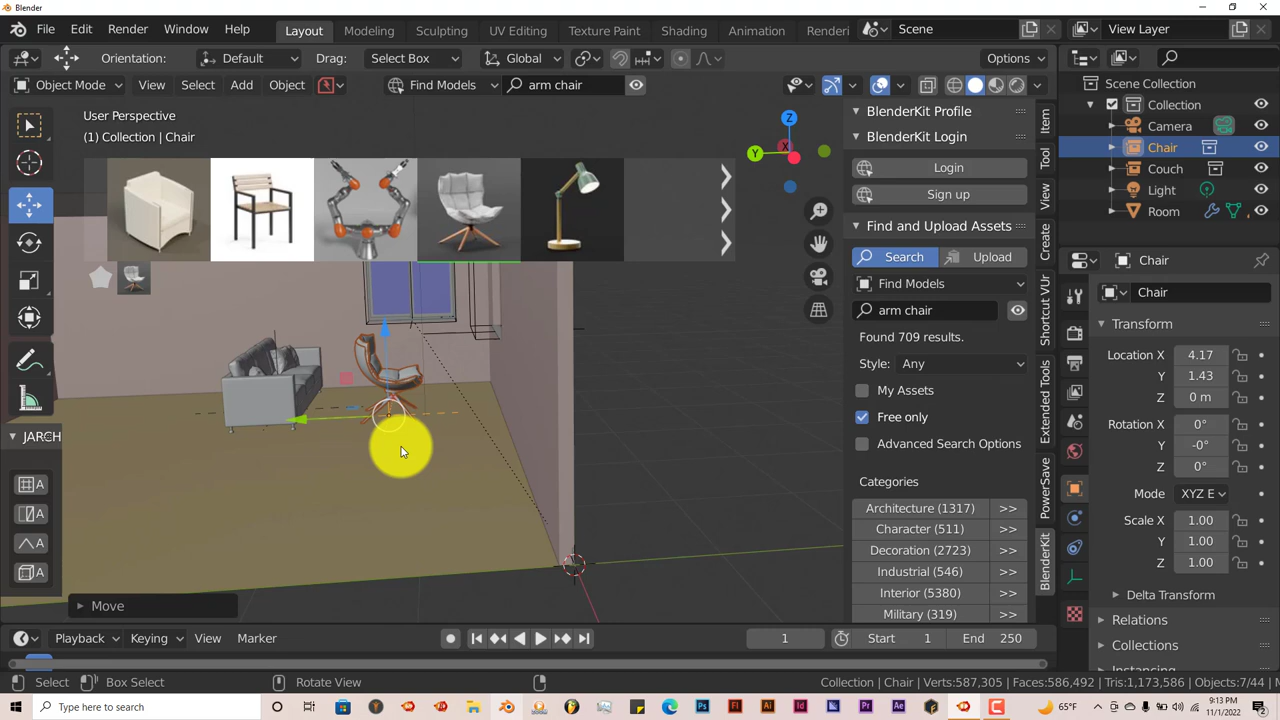 Blender
File Edit Render Window Help Layout Modeling Sculpting UV Editing Texture Paint Shading Animation Renderi Scene View Layer
Orientation: Default Drag: Select Box Global Options
Object Mode View Select Add Object Find Models arm chair
User Perspective
(1) Collection | Chair
Z
Y
X
JARCH
A
A
A
A
Move
BlenderKit Profile
BlenderKit Login
Login
Sign up
Find and Upload Assets
Search Upload
Find Models
arm chair
Found 709 results.
Style: Any
My Assets
Free only
Advanced Search Options
Categories
Architecture (1317) >>
Character (511) >>
Decoration (2723) >>
Industrial (546) >>
Interior (5380) >>
Military (319) >>
Item
Tool
View
Create
Shortcut VUr
Extended Tools
PowerSave
BlenderKit
Scene Collection
Collection
Camera
Chair
Couch
Light
Room
Chair
Chair
Transform
Location X 4.17
Y 1.43
Z 0 m
Rotation X 0°
Y -0°
Z 0°
Mode XYZ E
Scale X 1.00
Y 1.00
Z 1.00
Delta Transform
Relations
Collections
Instancing
Playback Keying View Marker 1 Start 1 End 250
Select Box Select Rotate View Collection | Chair | Verts:587,305 | Faces:586,492 | Tris:1,173,586 | Objects:7/44 | M
Type here to search 65°F 9:13 PM
11/1/2022